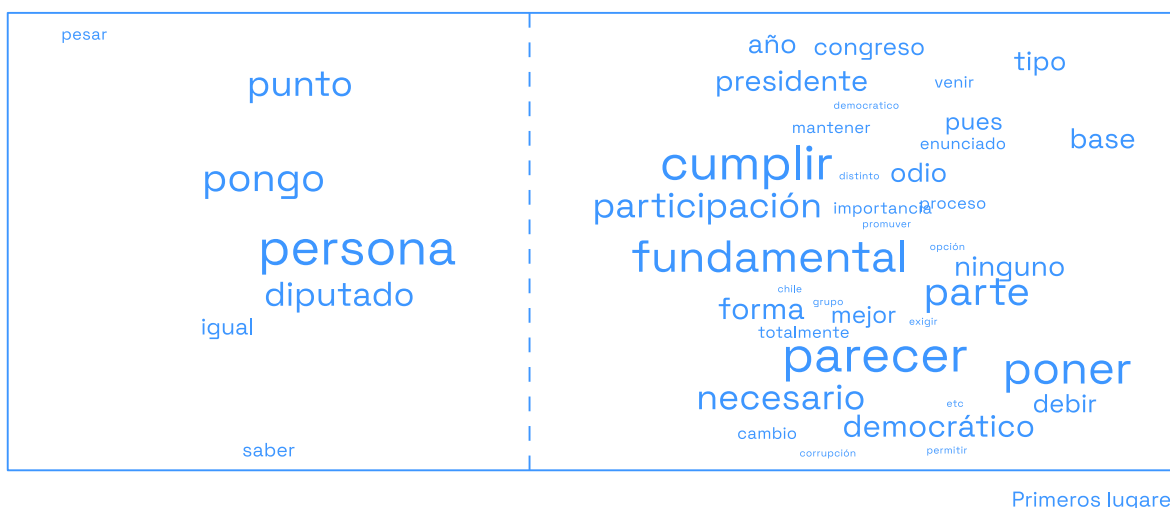 pesar
punto
pongo
persona
diputado
igual
saber
año congreso
tipo
presidente
venir
democratico
mantener
pues
enunciado
base
cumplir
distinto
odio
participación
importancia
proceso
promuver
fundamental
opción
ninguno
chile
parte
forma
grupo
mejor
exigir
totalmente
parecer
poner
necesario
etc
debir
democrático
cambio
corrupción
permitir
Primeros lugare